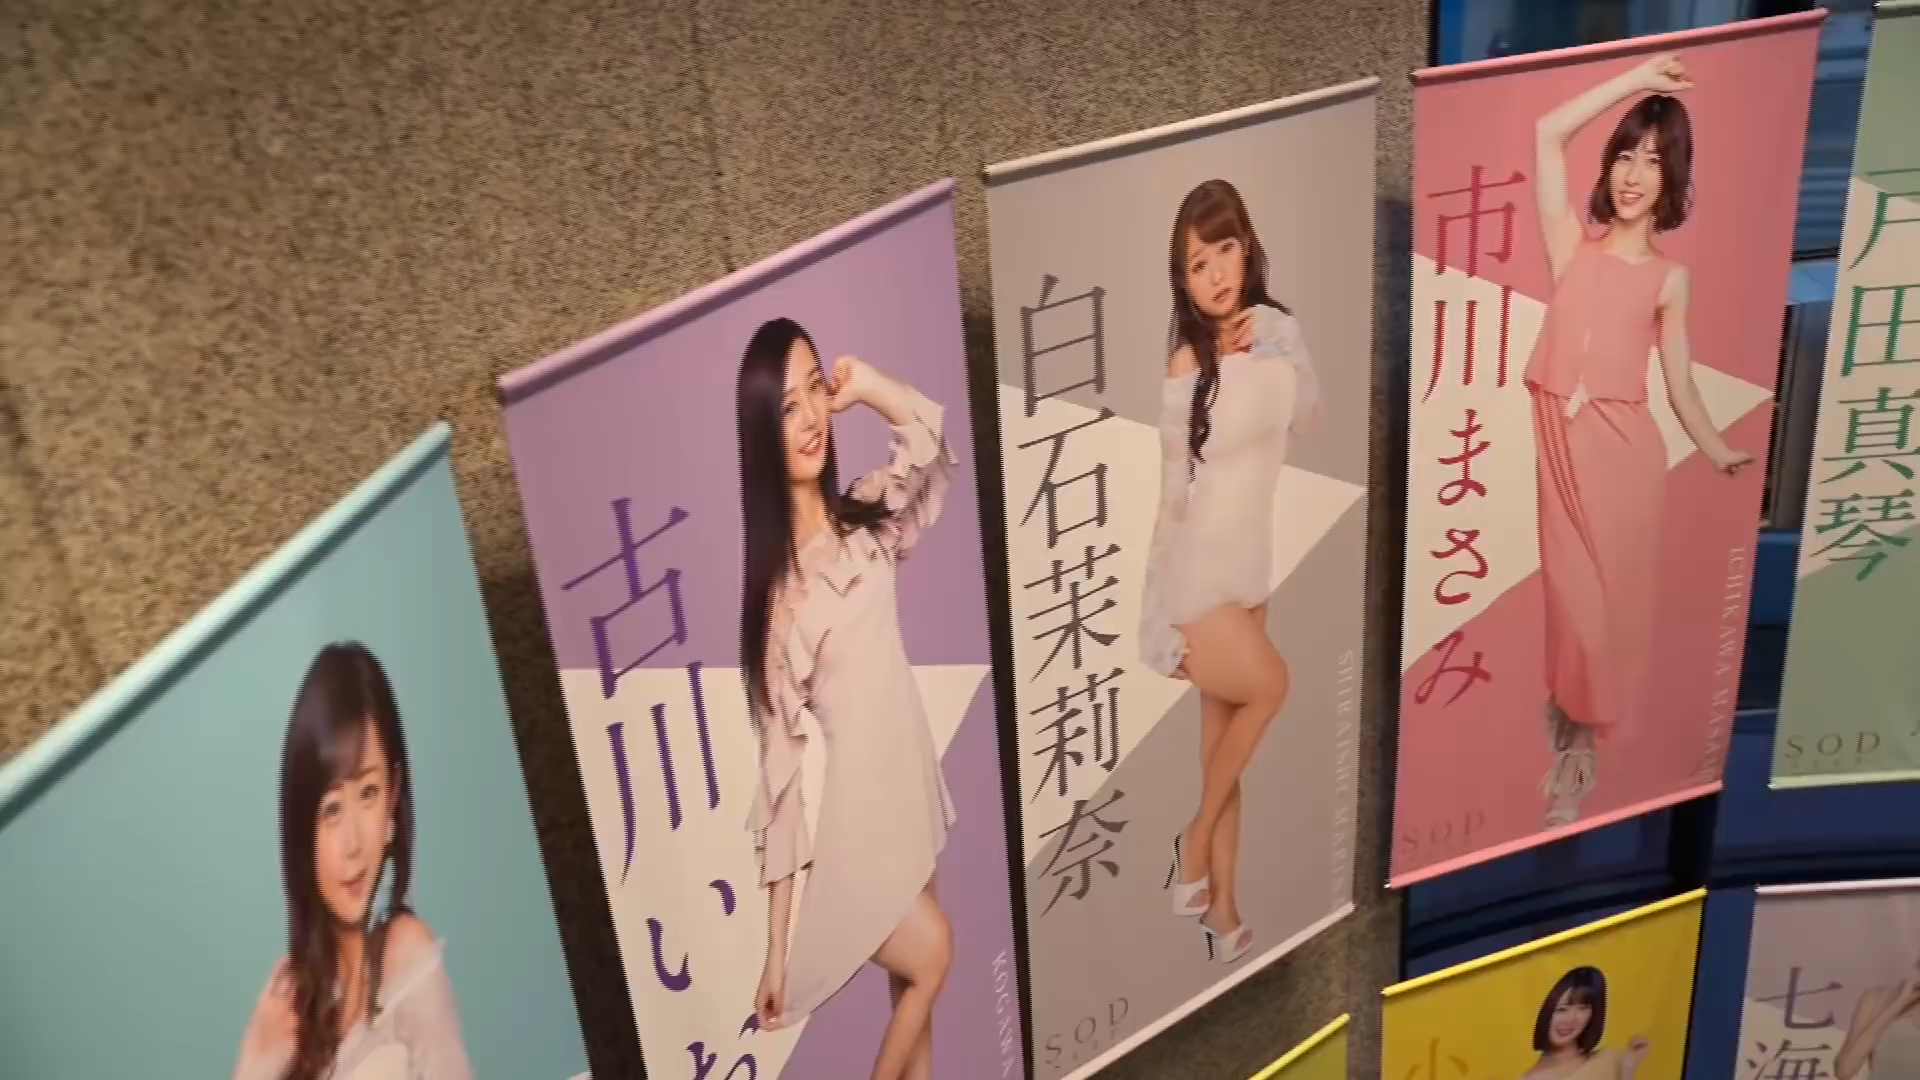 古川い
白石茉莉奈
SHIRAISHI MARINA
SOD
市川まさみ
ICHIKAWA MASAMI
SOD
戸田真琴
SOD
七海
KOGAWA